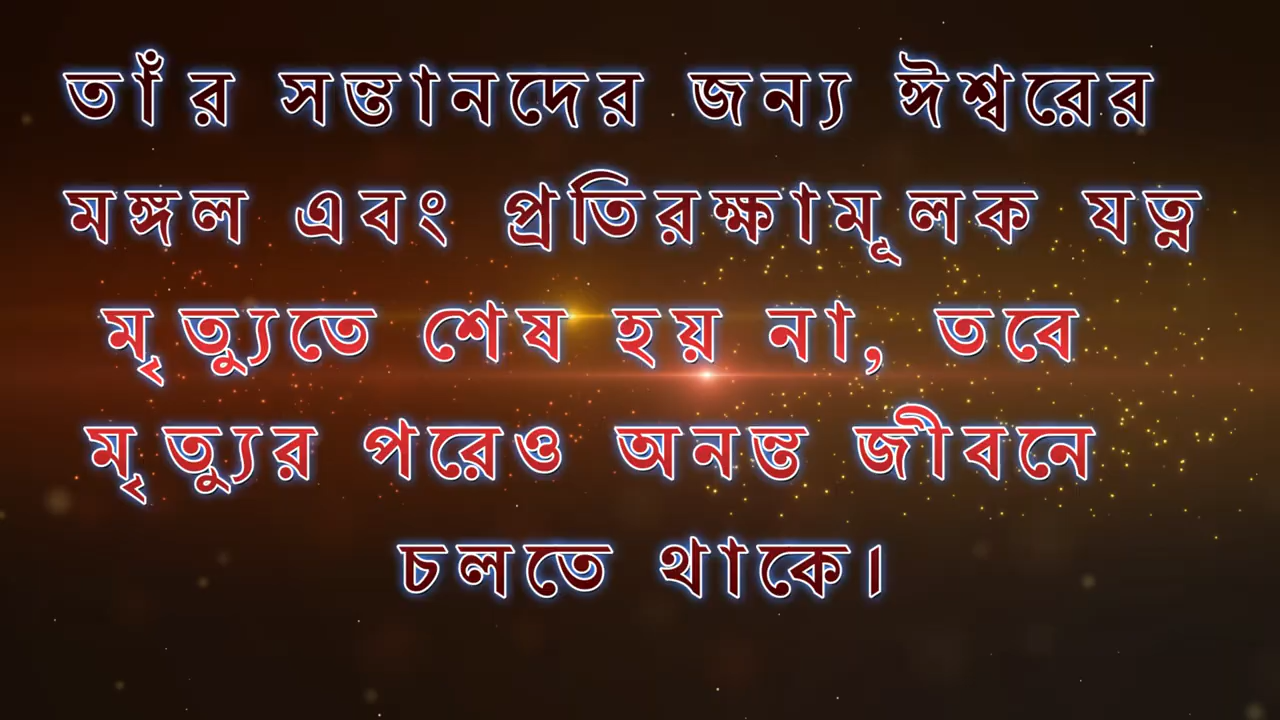 তাঁর সন্তানদের জন্য ঈশ্বরের
মঙ্গল এবং প্রতিরক্ষামূলক যত্ন
মৃত্যুতে শেষ হয় না, তবে
মৃত্যুর পরেও অনন্ত জীবনে
চলতে থাকে।